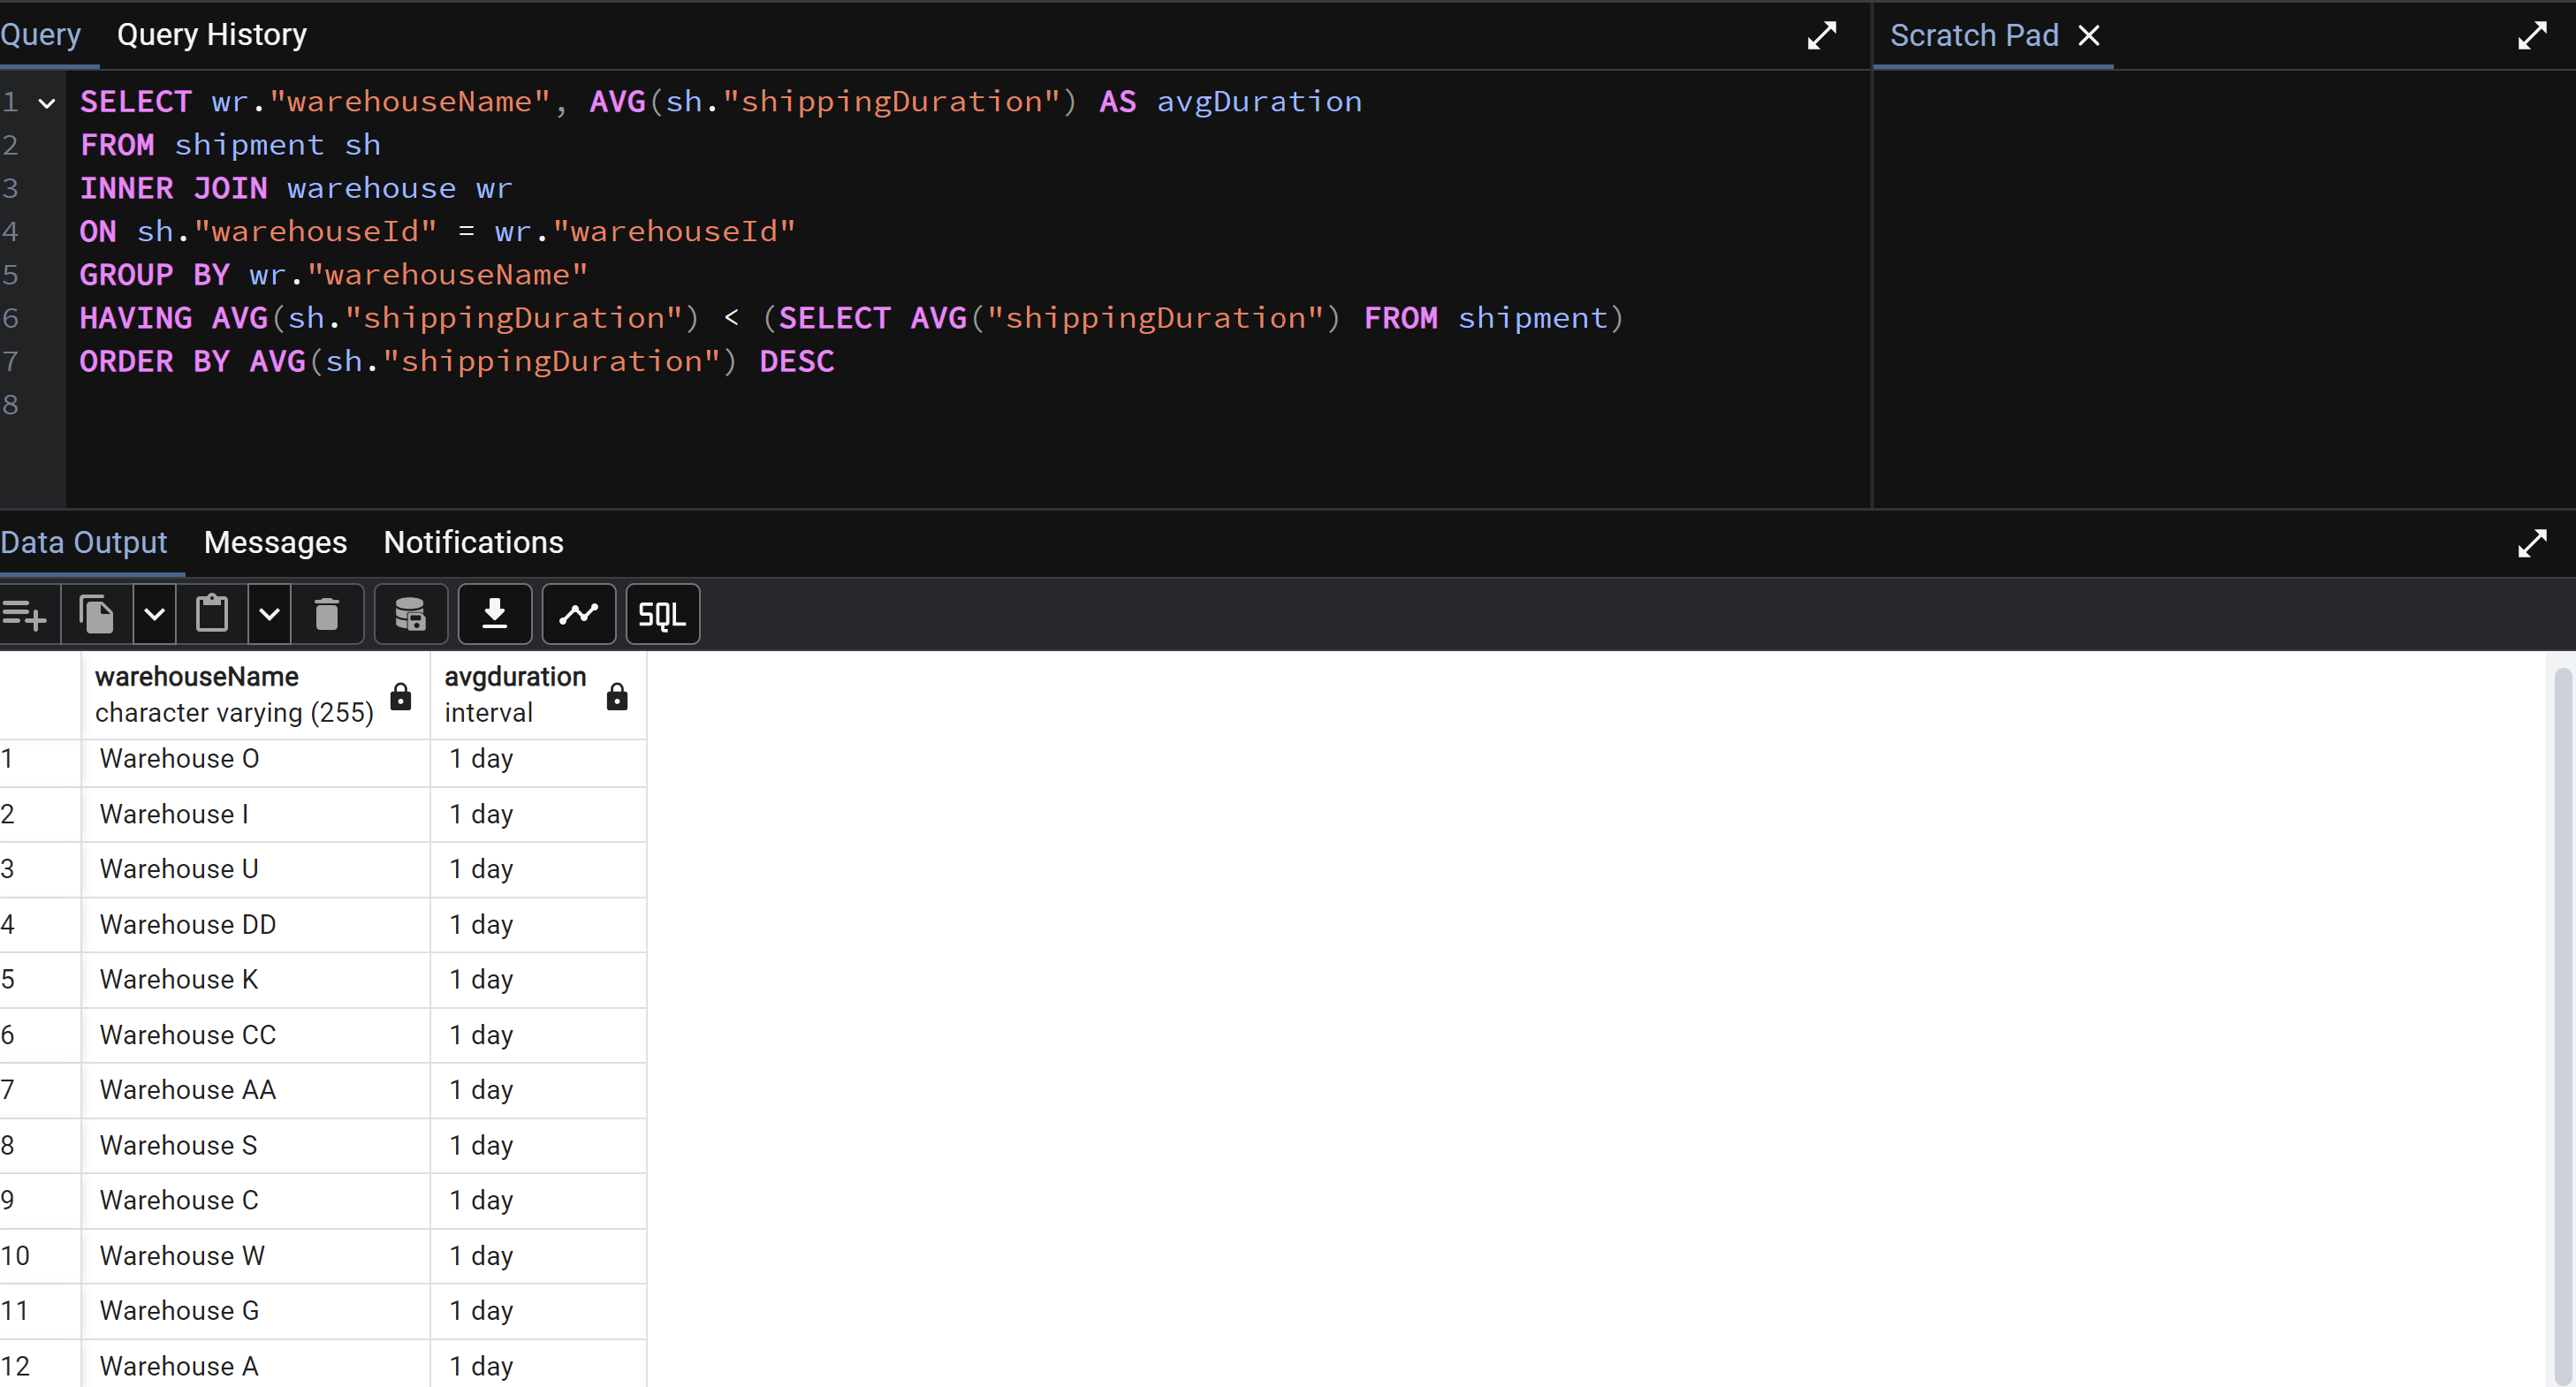 Query Query History Scratch Pad
1 SELECT wr."warehouseName", AVG(sh."shippingDuration") AS avgDuration
2 FROM shipment sh
3 INNER JOIN warehouse wr
4 ON sh."warehouseId" = wr."warehouseId"
5 GROUP BY wr."warehouseName"
6 HAVING AVG(sh."shippingDuration") < (SELECT AVG("shippingDuration") FROM shipment)
7 ORDER BY AVG(sh."shippingDuration") DESC
8
Data Output Messages Notifications
SQL
warehouseName avgduration
character varying (255) interval
1 Warehouse O 1 day
2 Warehouse I 1 day
3 Warehouse U 1 day
4 Warehouse DD 1 day
5 Warehouse K 1 day
6 Warehouse CC 1 day
7 Warehouse AA 1 day
8 Warehouse S 1 day
9 Warehouse C 1 day
10 Warehouse W 1 day
11 Warehouse G 1 day
12 Warehouse A 1 day